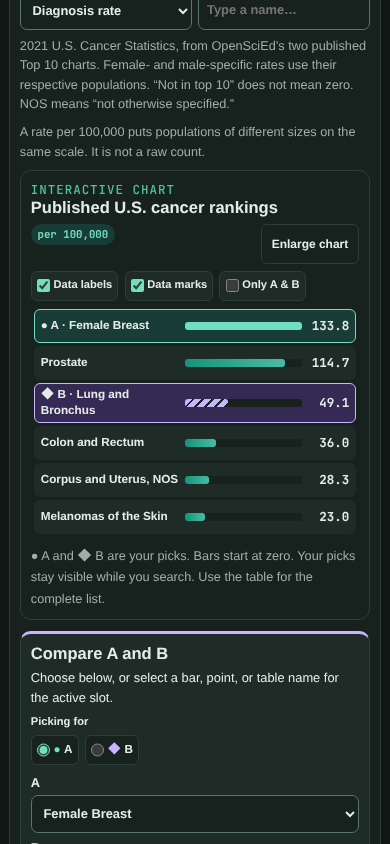 Diagnosis rate
Type a name…
2021 U.S. Cancer Statistics, from OpenSciEd's two published
Top 10 charts. Female- and male-specific rates use their
respective populations. “Not in top 10” does not mean zero.
NOS means “not otherwise specified.”
A rate per 100,000 puts populations of different sizes on the
same scale. It is not a raw count.
INTERACTIVE CHART
Published U.S. cancer rankings
per 100,000
Enlarge chart
Data labels
Data marks
Only A & B
● A · Female Breast 133.8
Prostate 114.7
◆ B · Lung and
Bronchus 49.1
Colon and Rectum 36.0
Corpus and Uterus, NOS 28.3
Melanomas of the Skin 23.0
● A and ◆ B are your picks. Bars start at zero. Your picks
stay visible while you search. Use the table for the
complete list.
Compare A and B
Choose below, or select a bar, point, or table name for
the active slot.
Picking for
● A
◆ B
A
Female Breast